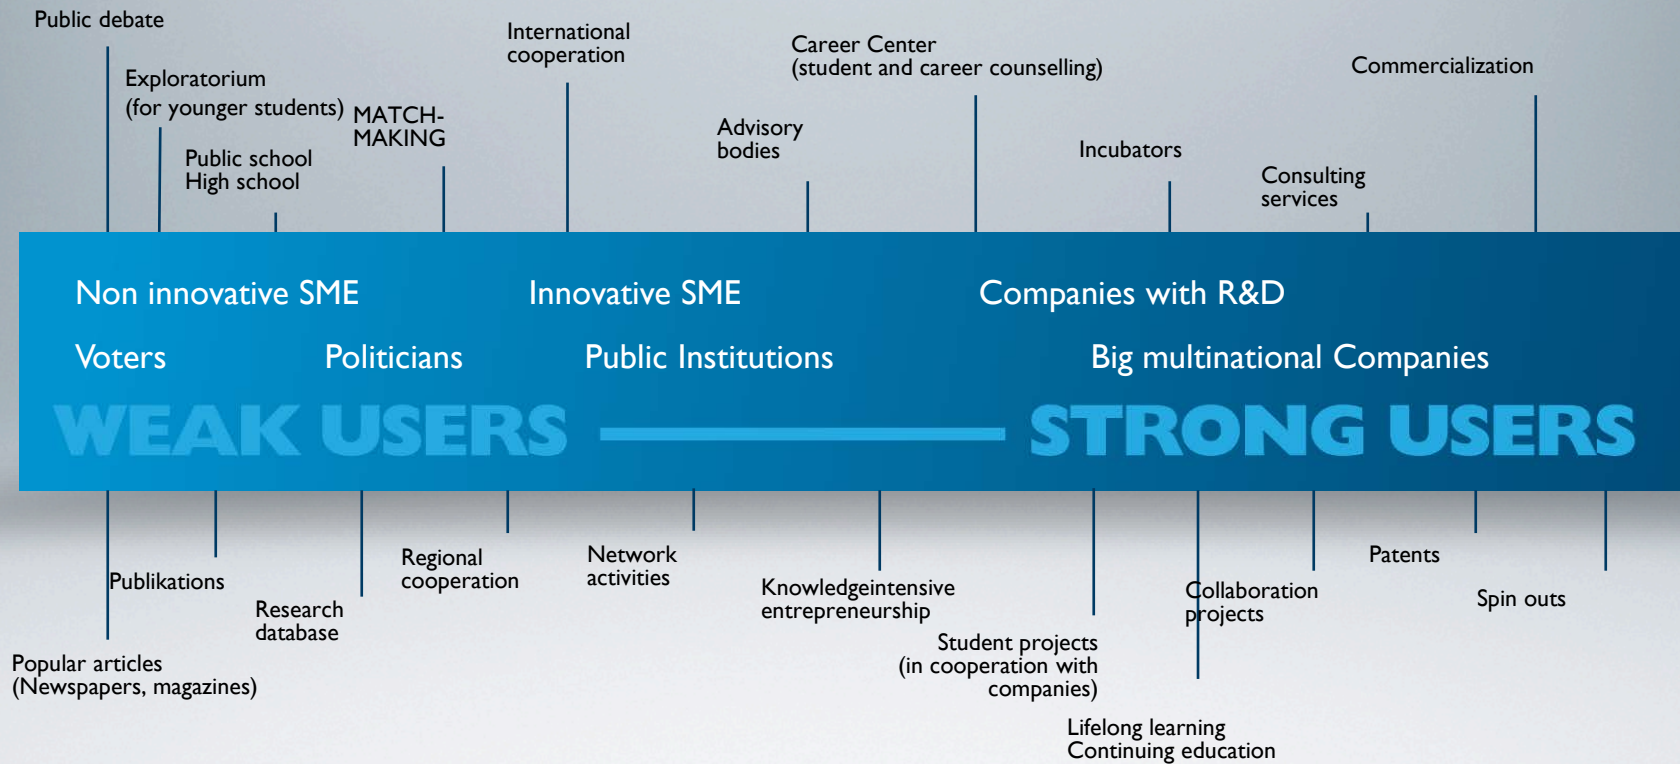 Public debate
Exploratorium
(for younger students)
Public school
High school
MATCH-
MAKING
International
cooperation
Advisory
bodies
Career Center
(student and career counselling)
Incubators
Consulting
services
Commercialization
Non innovative SME
Innovative SME
Companies with R&D
Voters
Politicians
Public Institutions
Big multinational Companies
WEAK USERS
STRONG USERS
Popular articles
(Newspapers, magazines)
Publikations
Research
database
Regional
cooperation
Network
activities
Knowledgeintensive
entrepreneurship
Student projects
(in cooperation with
companies)
Lifelong learning
Continuing education
Collaboration
projects
Patents
Spin outs